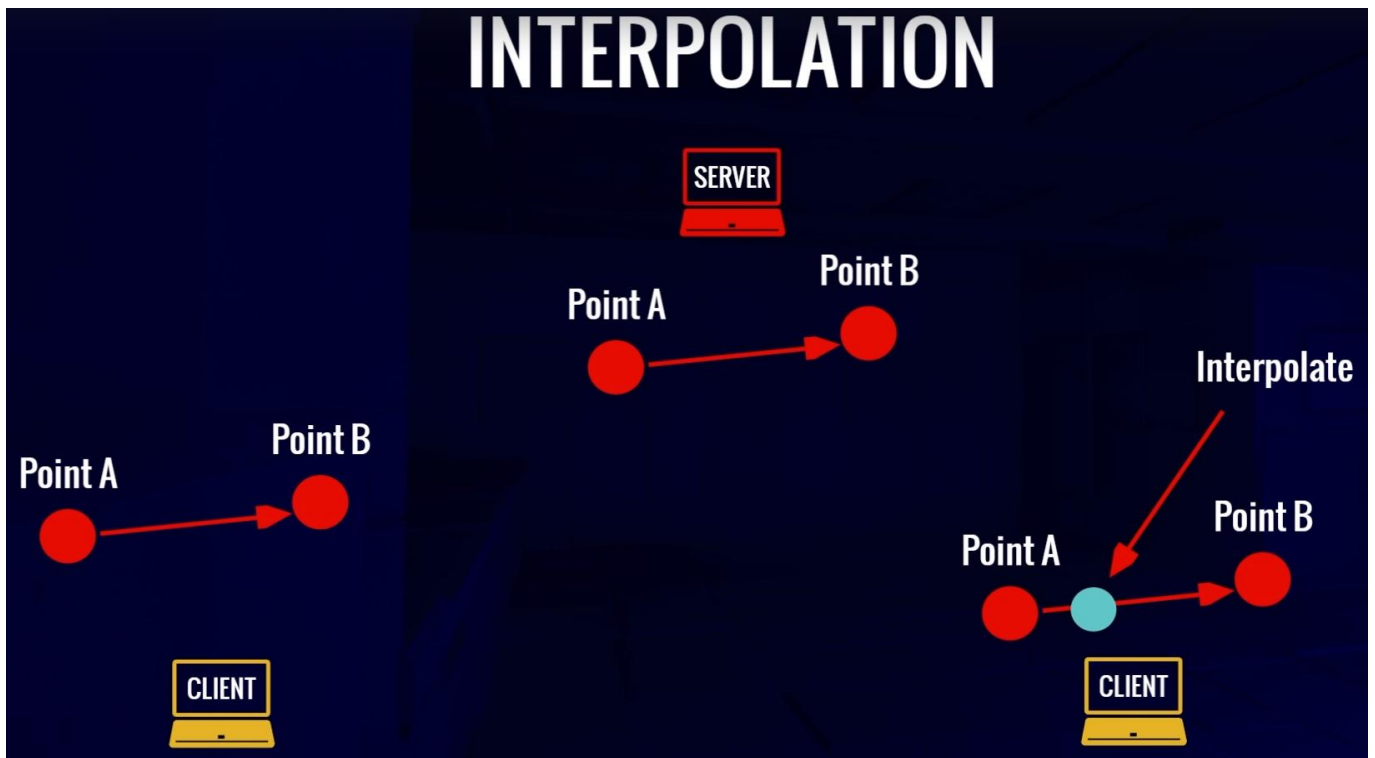 INTERPOLATION
SERVER
Point A
Point B
Point A
Point B
CLIENT
Interpolate
Point A
Point B
CLIENT